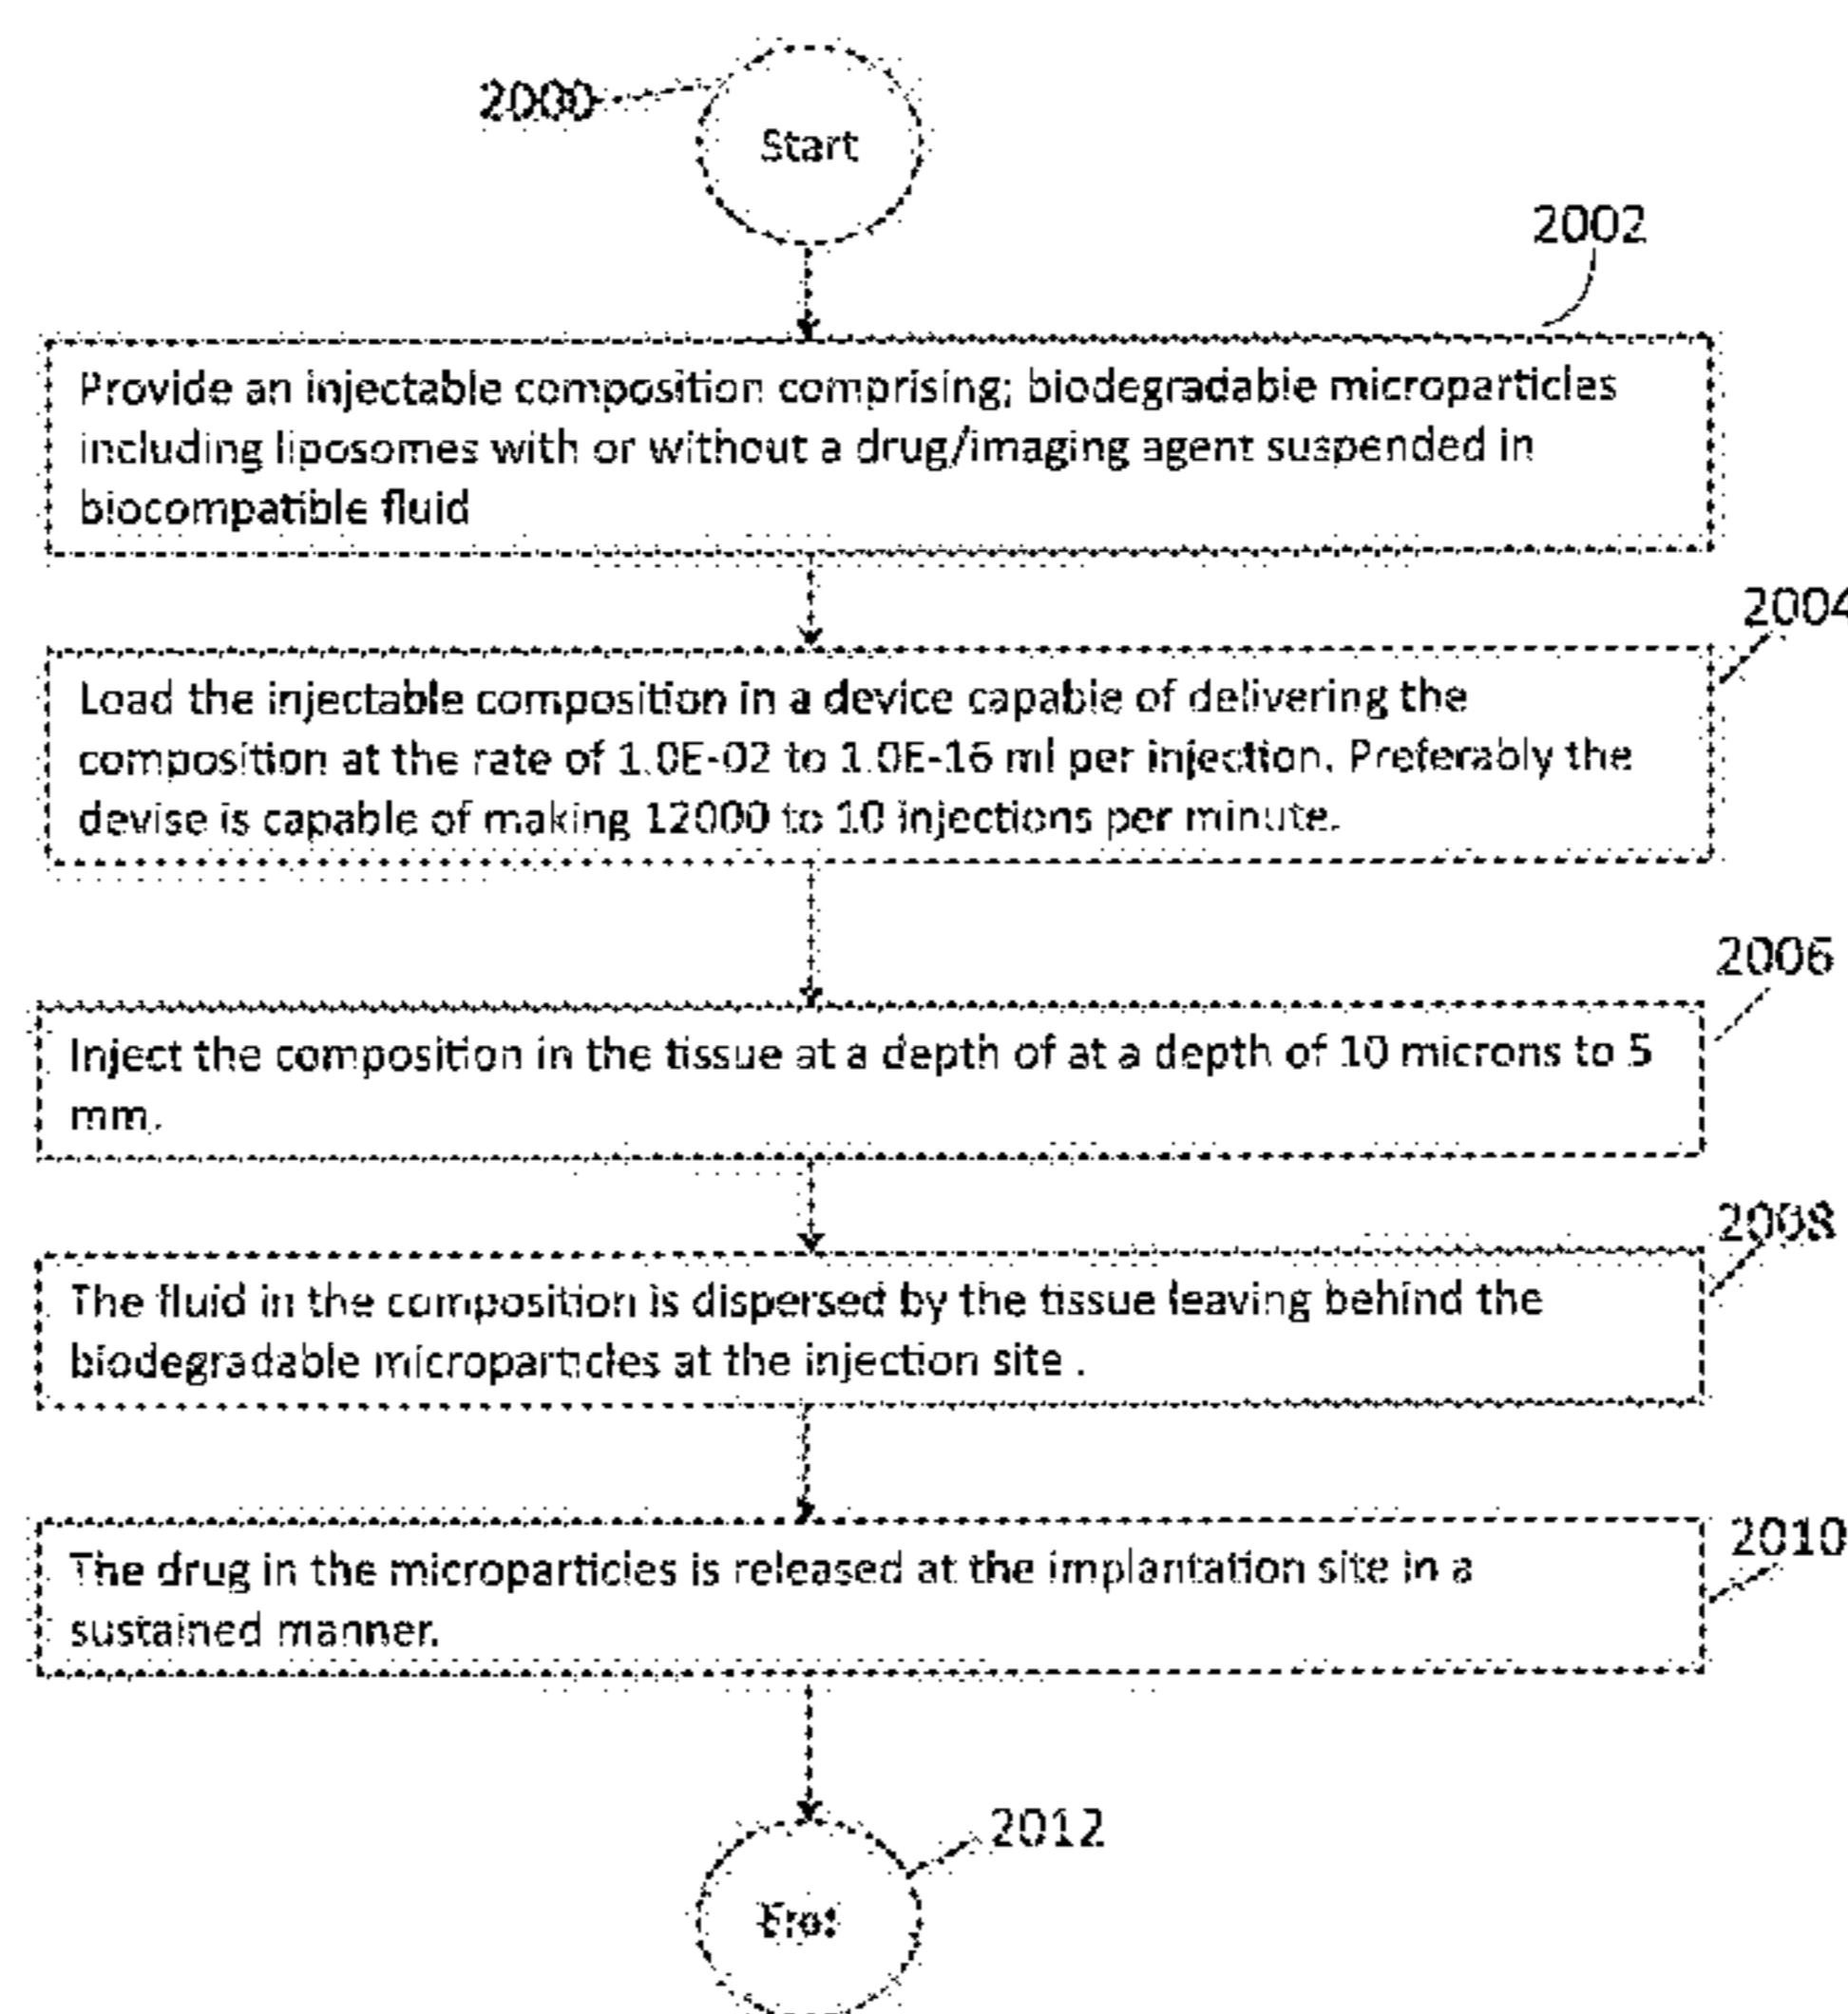 2000
Start
2002
Provide an injectable composition comprising; biodegradable microparticles
including liposomes with or without a drug/imaging agent suspended in
biocompatible fluid
2004
Load the injectable composition in a device capable of delivering the
composition at the rate of 1.0E-02 to 1.0E-16 ml per injection. Preferably the
devise is capable of making 12000 to 10 injections per minute.
2006
Inject the composition in the tissue at a depth of at a depth of 10 microns to 5
mm.
2008
The fluid in the composition is dispersed by the tissue leaving behind the
biodegradable microparticles at the injection site .
2010
The drug in the microparticles is released at the implantation site in a
sustained manner.
2012